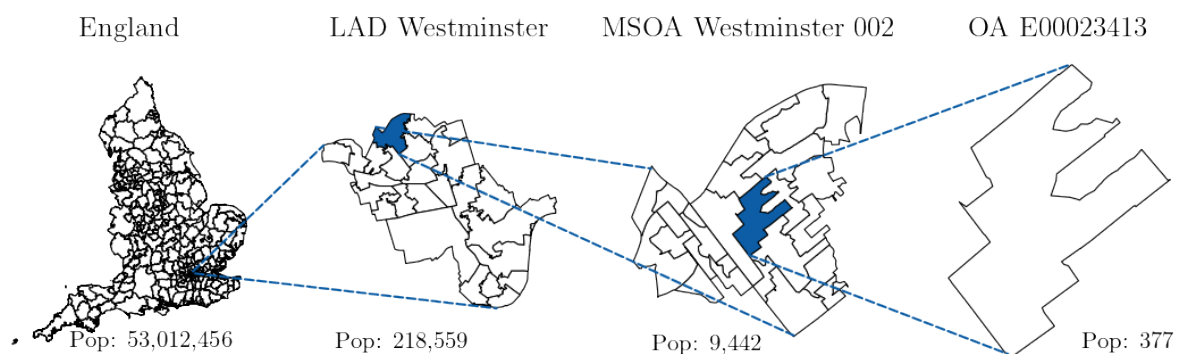 England
LAD Westminster
MSOA Westminster 002
OA E00023413
Pop: 53,012,456
Pop: 218,559
Pop: 9,442
Pop: 377